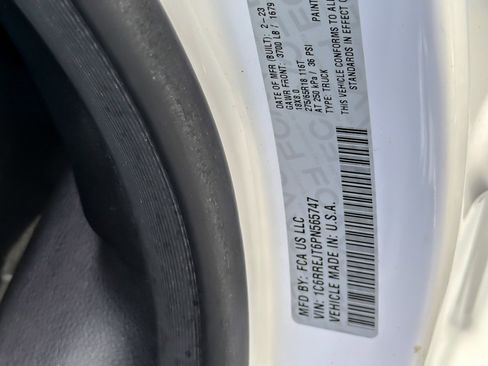 MFD BY: FCA US LLC
DATE OF MFR (BUILT): 2-23
GAWR FRONT: 3700 LB / 1679
18X8.0
275/65R18 116T
AT 250 kPa / 36 PSI PAINT
TYPE: TRUCK
THIS VEHICLE CONFORMS TO ALL
STANDARDS IN EFFECT O
VIN: 1C6RREJT6PN565747
VEHICLE MADE IN: U.S.A.